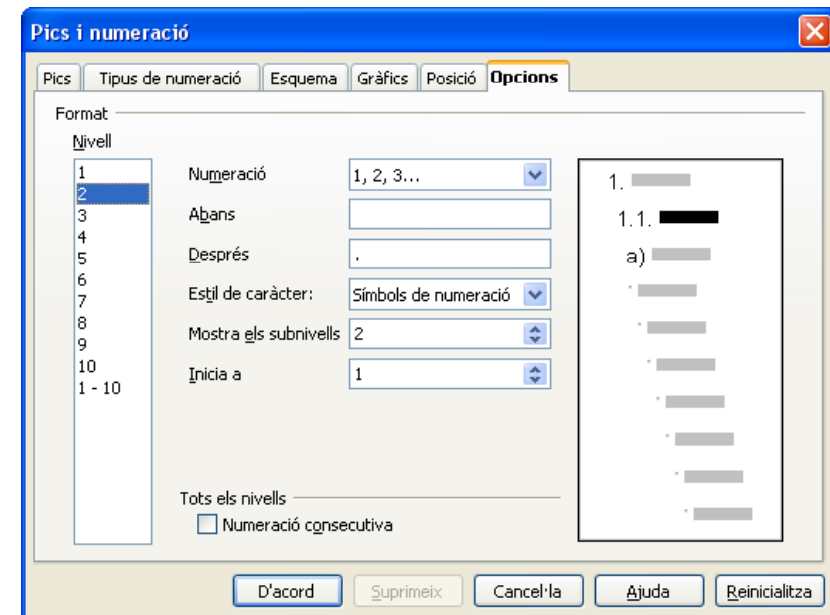 Pics i numeració
Pics Tipus de numeració Esquema Gràfics Posició Opcions
Format
Nivell
1
2
3
4
5
6
7
8
9
10
1 - 10
Numeració 1, 2, 3...
Abans
Després .
Estil de caràcter: Símbols de numeració
Mostra els subnivells 2
Inicia a 1
Tots els nivells
Numeració consecutiva
1.
1.1.
a)
D'acord Suprimeix Cancel·la Ajuda Reinicialitza